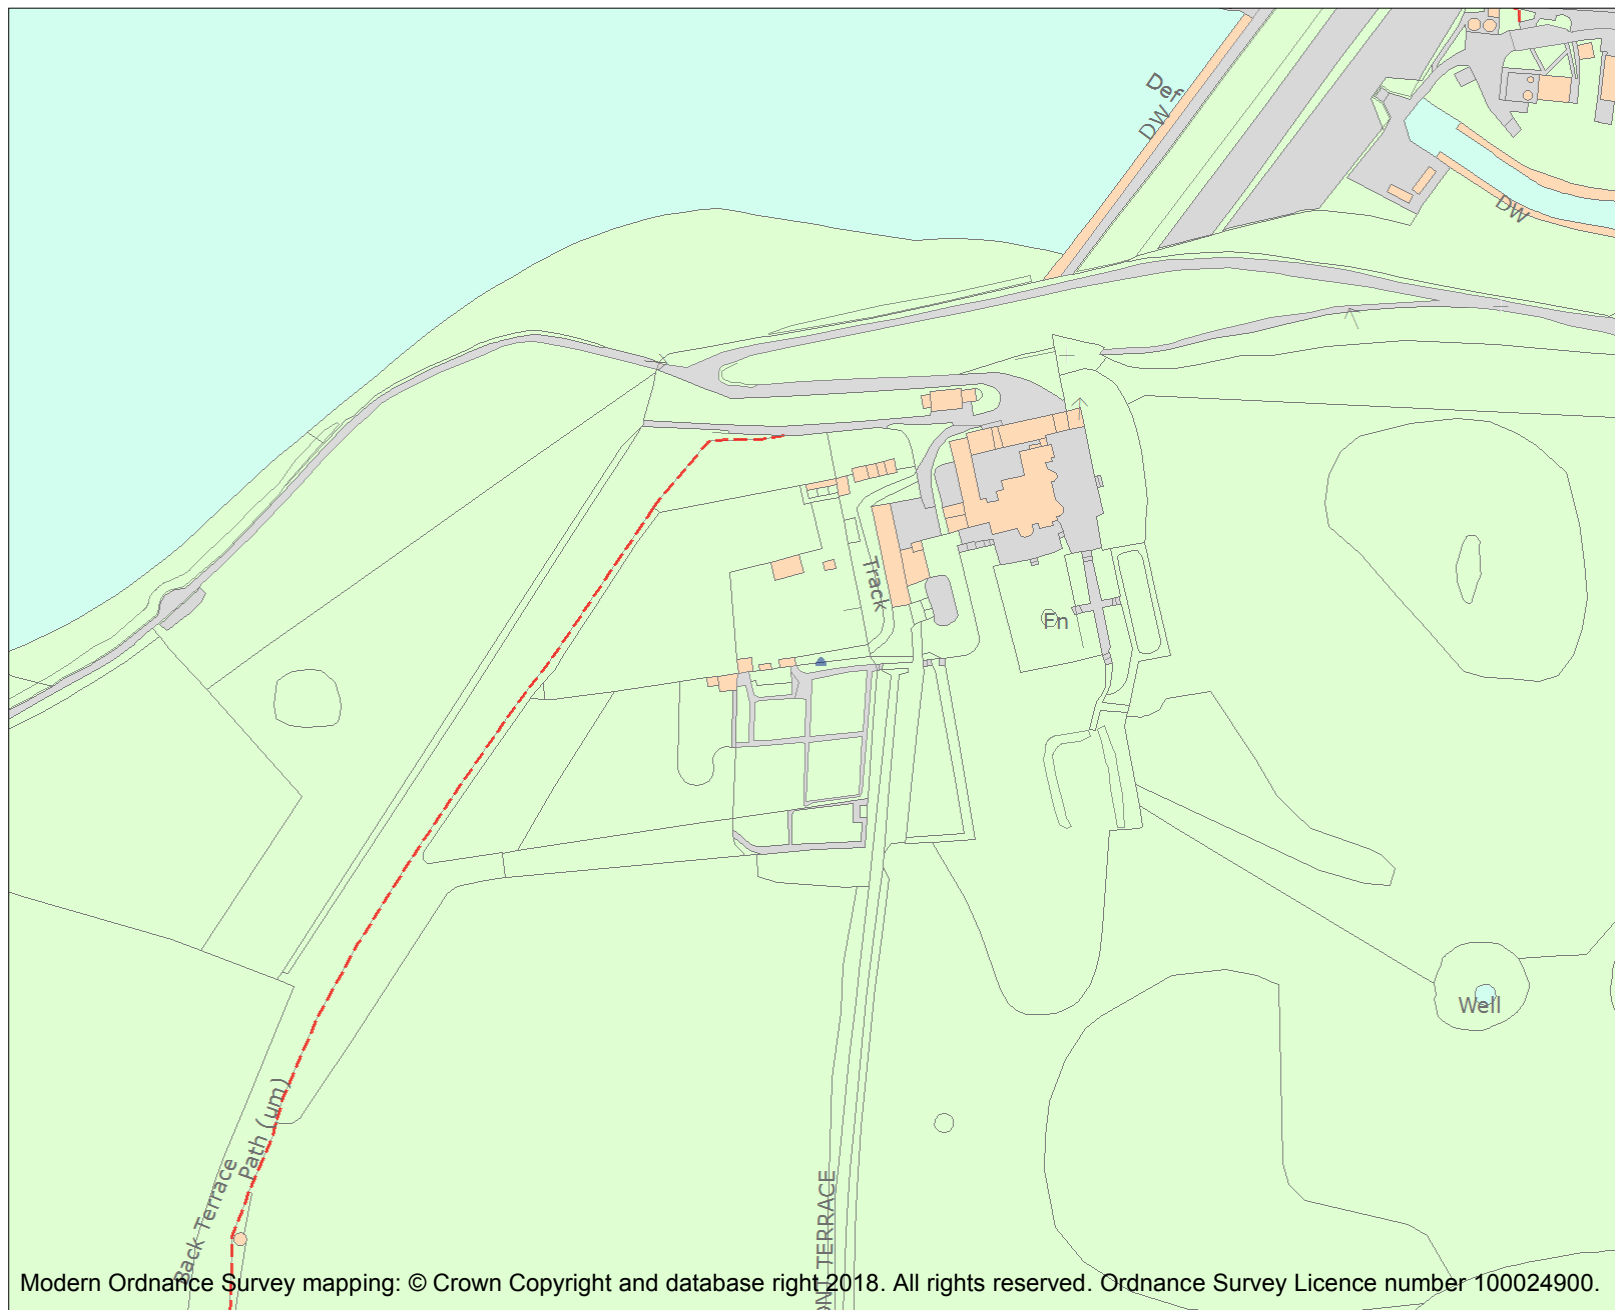 Def
DW
DW
Track
Fn
Well
Path (um)
Back Terrace
TERRACE
Modern Ordnance Survey mapping: © Crown Copyright and database right 2018. All rights reserved. Ordnance Survey Licence number 100024900.